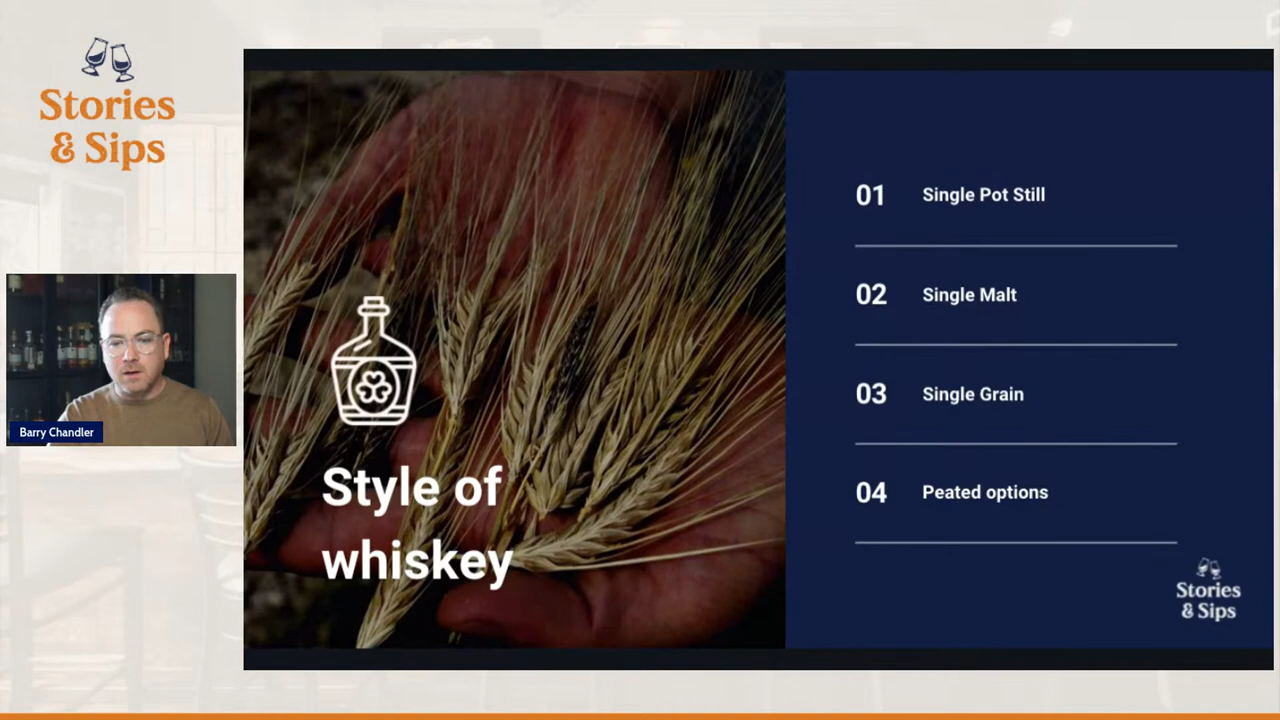 Stories
& Sips
Barry Chandler
Style of
whiskey
01 Single Pot Still
02 Single Malt
03 Single Grain
04 Peated options
Stories
& Sips